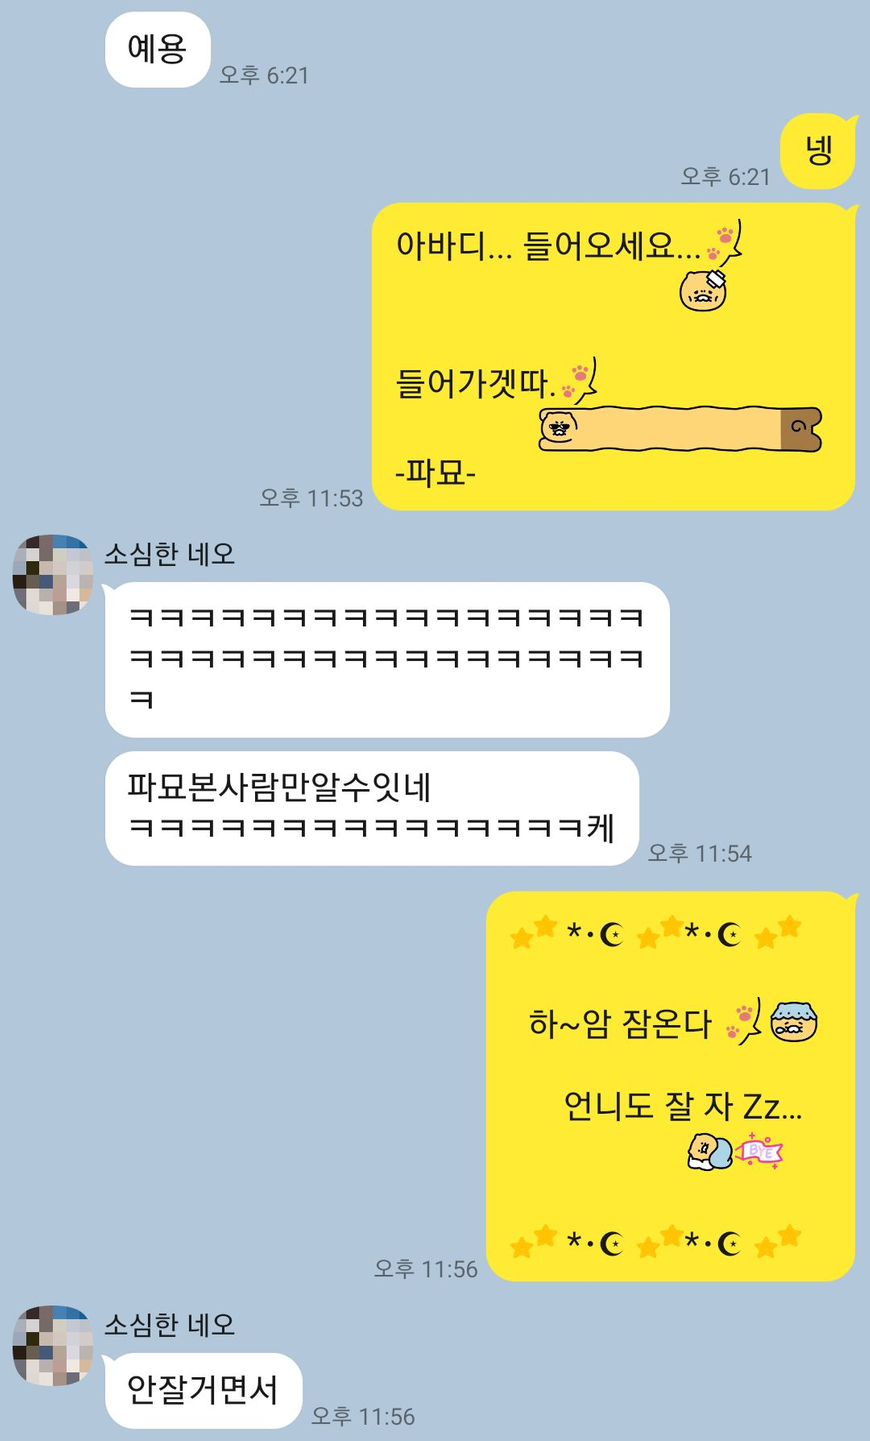 예용
오후 6:21
넹
오후 6:21
아바디... 들어오세요...
들어가겟따.
-파묘-
오후 11:53
소심한 네오
ㅋㅋㅋㅋㅋㅋㅋㅋㅋㅋㅋㅋㅋㅋㅋㅋㅋ
ㅋㅋㅋㅋㅋㅋㅋㅋㅋㅋㅋㅋㅋㅋㅋㅋㅋ
ㅋ
파묘본사람만알수잇네
ㅋㅋㅋㅋㅋㅋㅋㅋㅋㅋㅋㅋㅋㅋㅋ케
오후 11:54
⭐⭐*·☪ ⭐⭐*·☪ ⭐⭐
하~암 잠온다
언니도 잘 자 Zz...
BYE
⭐⭐*·☪ ⭐⭐*·☪ ⭐⭐
오후 11:56
소심한 네오
안잘거면서
오후 11:56